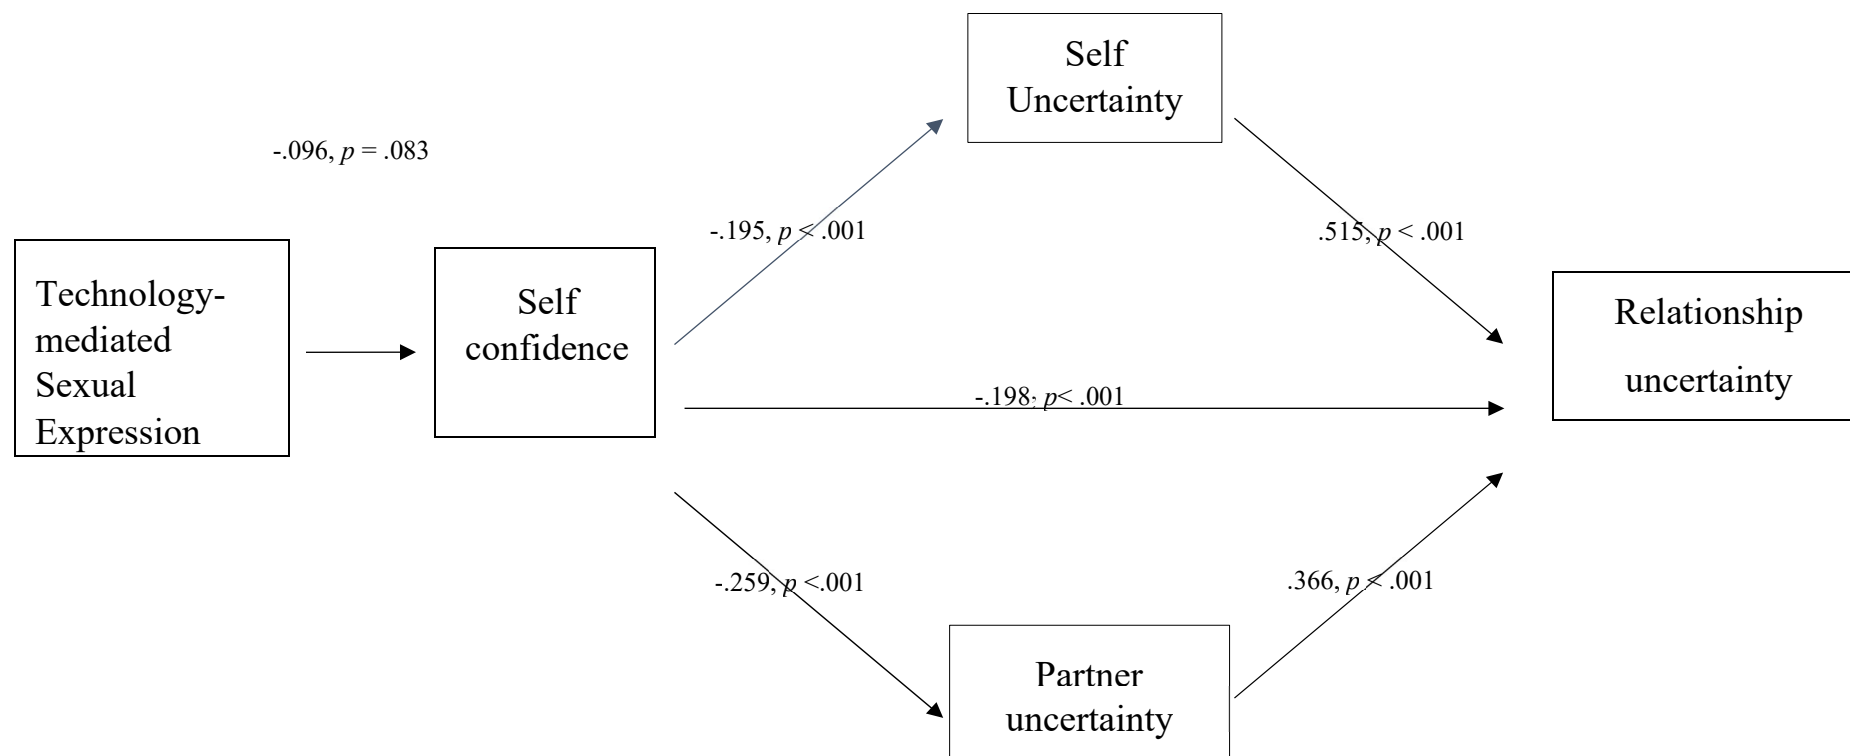 Self
Uncertainty
-.096, p = .083
-.195, p < .001
.515, p < .001
Technology-
mediated
Sexual
Expression
Self
confidence
Relationship
uncertainty
-.198; p< .001
-.259, p <.001
.366, p < .001
Partner
uncertainty